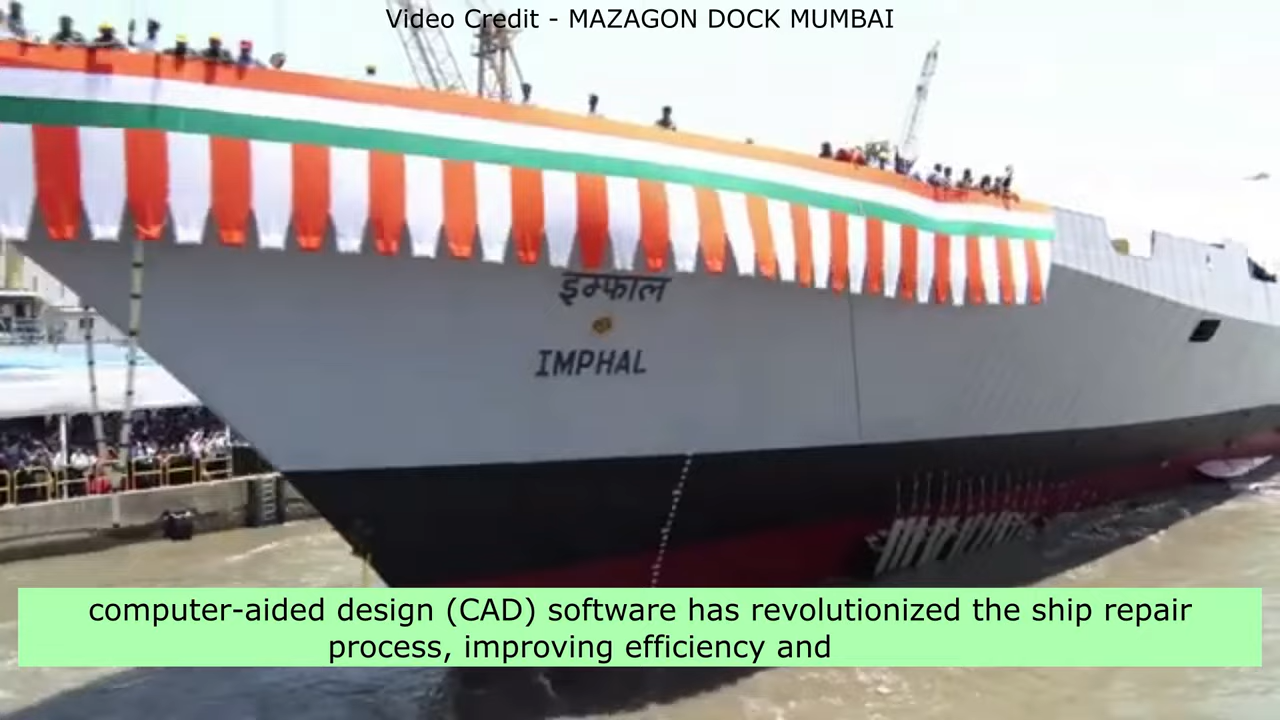 Video Credit - MAZAGON DOCK MUMBAI
इम्फाल
IMPHAL
computer-aided design (CAD) software has revolutionized the ship repair
process, improving efficiency and